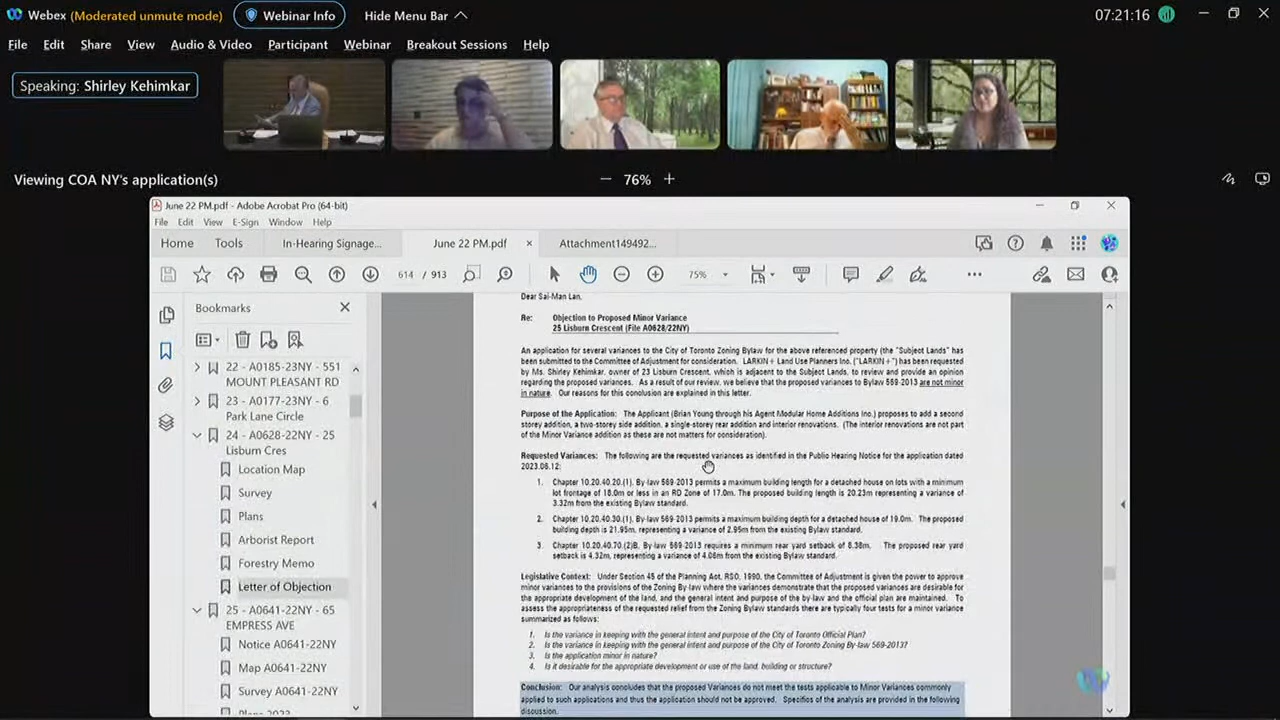 Webex (Moderated unmute mode) Webinar Info Hide Menu Bar 07:21:16
File Edit Share View Audio & Video Participant Webinar Breakout Sessions Help
Speaking: Shirley Kehimkar
Viewing COA NY's application(s) 76%
June 22 PM.pdf - Adobe Acrobat Pro (64-bit)
File Edit View E-Sign Window Help
Home Tools In-Hearing Signage... June 22 PM.pdf Attachment149492...
614 / 913 75%
Bookmarks
22 - A0185-23NY - 551
MOUNT PLEASANT RD
23 - A0177-23NY - 6
Park Lane Circle
24 - A0628-22NY - 25
Lisburn Cres
Location Map
Survey
Plans
Arborist Report
Forestry Memo
Letter of Objection
25 - A0641-22NY - 65
EMPRESS AVE
Notice A0641-22NY
Map A0641-22NY
Survey A0641-22NY
Plans 2023
Dear Sai-Man Lan,
Re: Objection to Proposed Minor Variance
25 Lisburn Crescent (File A0628/22NY)
An application for several variances to the City of Toronto Zoning Bylaw for the above referenced property (the "Subject Lands" has
been submitted to the Committee of Adjustment for consideration. LARKIN+ Land Use Planners Inc. ("LARKIN+") has been requested
by Ms. Shirley Kehimkar, owner of 23 Lisburn Crescent, which is adjacent to the Subject Lands, to review and provide an opinion
regarding the proposed variances. As a result of our review, we believe that the proposed variances to Bylaw 569-2013 are not minor
in nature. Our reasons for this conclusion are explained in this letter.
Purpose of the Application: The Applicant (Brian Young through his Agent Modular Home Additions Inc.) proposes to add a second
storey addition, a two-storey side addition, a single-storey rear addition and interior renovations. (The interior renovations are not part
of the Minor Variance addition as these are not matters for consideration).
Requested Variances: The following are the requested variances as identified in the Public Hearing Notice for the application dated
2023.06.12:
1. Chapter 10.20.40.20.(1), By-law 569-2013 permits a maximum building length for a detached house on lots with a minimum
lot frontage of 18.0m or less in an RD Zone of 17.0m. The proposed building length is 20.23m representing a variance of
3.32m from the existing Bylaw standard.
2. Chapter 10.20.40.30.(1), By-law 569-2013 permits a maximum building depth for a detached house of 19.0m. The proposed
building depth is 21.95m, representing a variance of 2.95m from the existing Bylaw standard.
3. Chapter 10.20.40.70.(2)B, By-law 569-2013 requires a minimum rear yard setback of 8.38m. The proposed rear yard
setback is 4.32m, representing a variance of 4.06m from the existing Bylaw standard.
Legislative Context: Under Section 45 of the Planning Act, RSO, 1990, the Committee of Adjustment is given the power to approve
minor variances to the provisions of the Zoning By-law where the variances demonstrate that the proposed variances are desirable
for the appropriate development of the land, and the general intent and purpose of the by-law and the official plan are maintained. To
assess the appropriateness of the requested relief from the Zoning Bylaw standards there are typically four tests for a minor variance
summarized as follows:
1. Is the variance in keeping with the general intent and purpose of the City of Toronto Official Plan?
2. Is the variance in keeping with the general intent and purpose of the City of Toronto Zoning By-law 569-2013?
3. Is the application minor in nature?
4. Is it desirable for the appropriate development or use of the land, building or structure?
Conclusion: Our analysis concludes that the proposed Variances do not meet the tests applicable to Minor Variances commonly
applied to such applications and thus the application should not be approved. Specifics of the analysis are provided in the following
discussion.